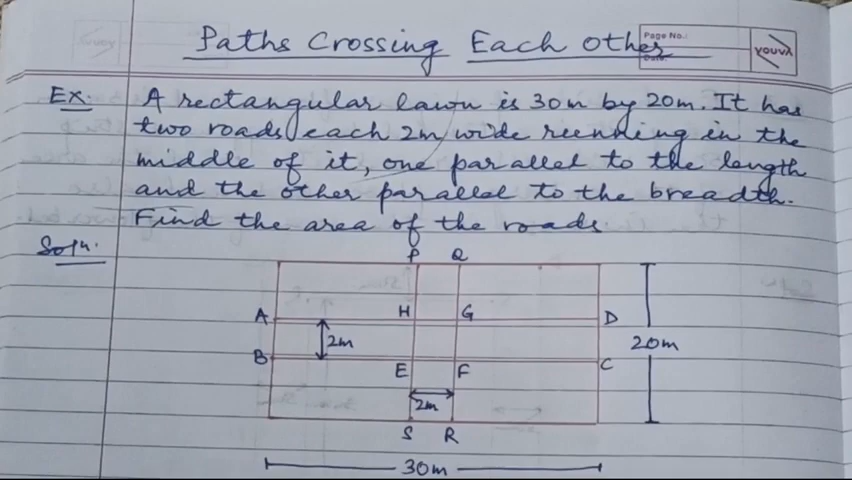 Paths Crossing Each Other
Page No.:
Date:
YOUVA
Ex. A rectangular lawn is 30m by 20m. It has
two roads each 2m wide running in the
middle of it, one parallel to the length
and the other parallel to the breadth.
Find the area of the roads.
Soln.
P Q
A H G D
2m 20m
B E F C
2m
S R
30m